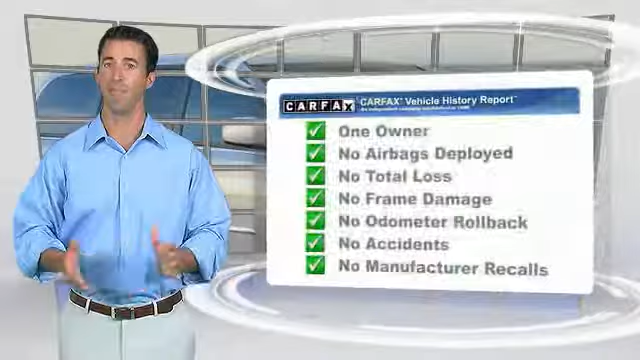 CARFAX CARFAX Vehicle History Report™
One Owner
No Airbags Deployed
No Total Loss
No Frame Damage
No Odometer Rollback
No Accidents
No Manufacturer Recalls